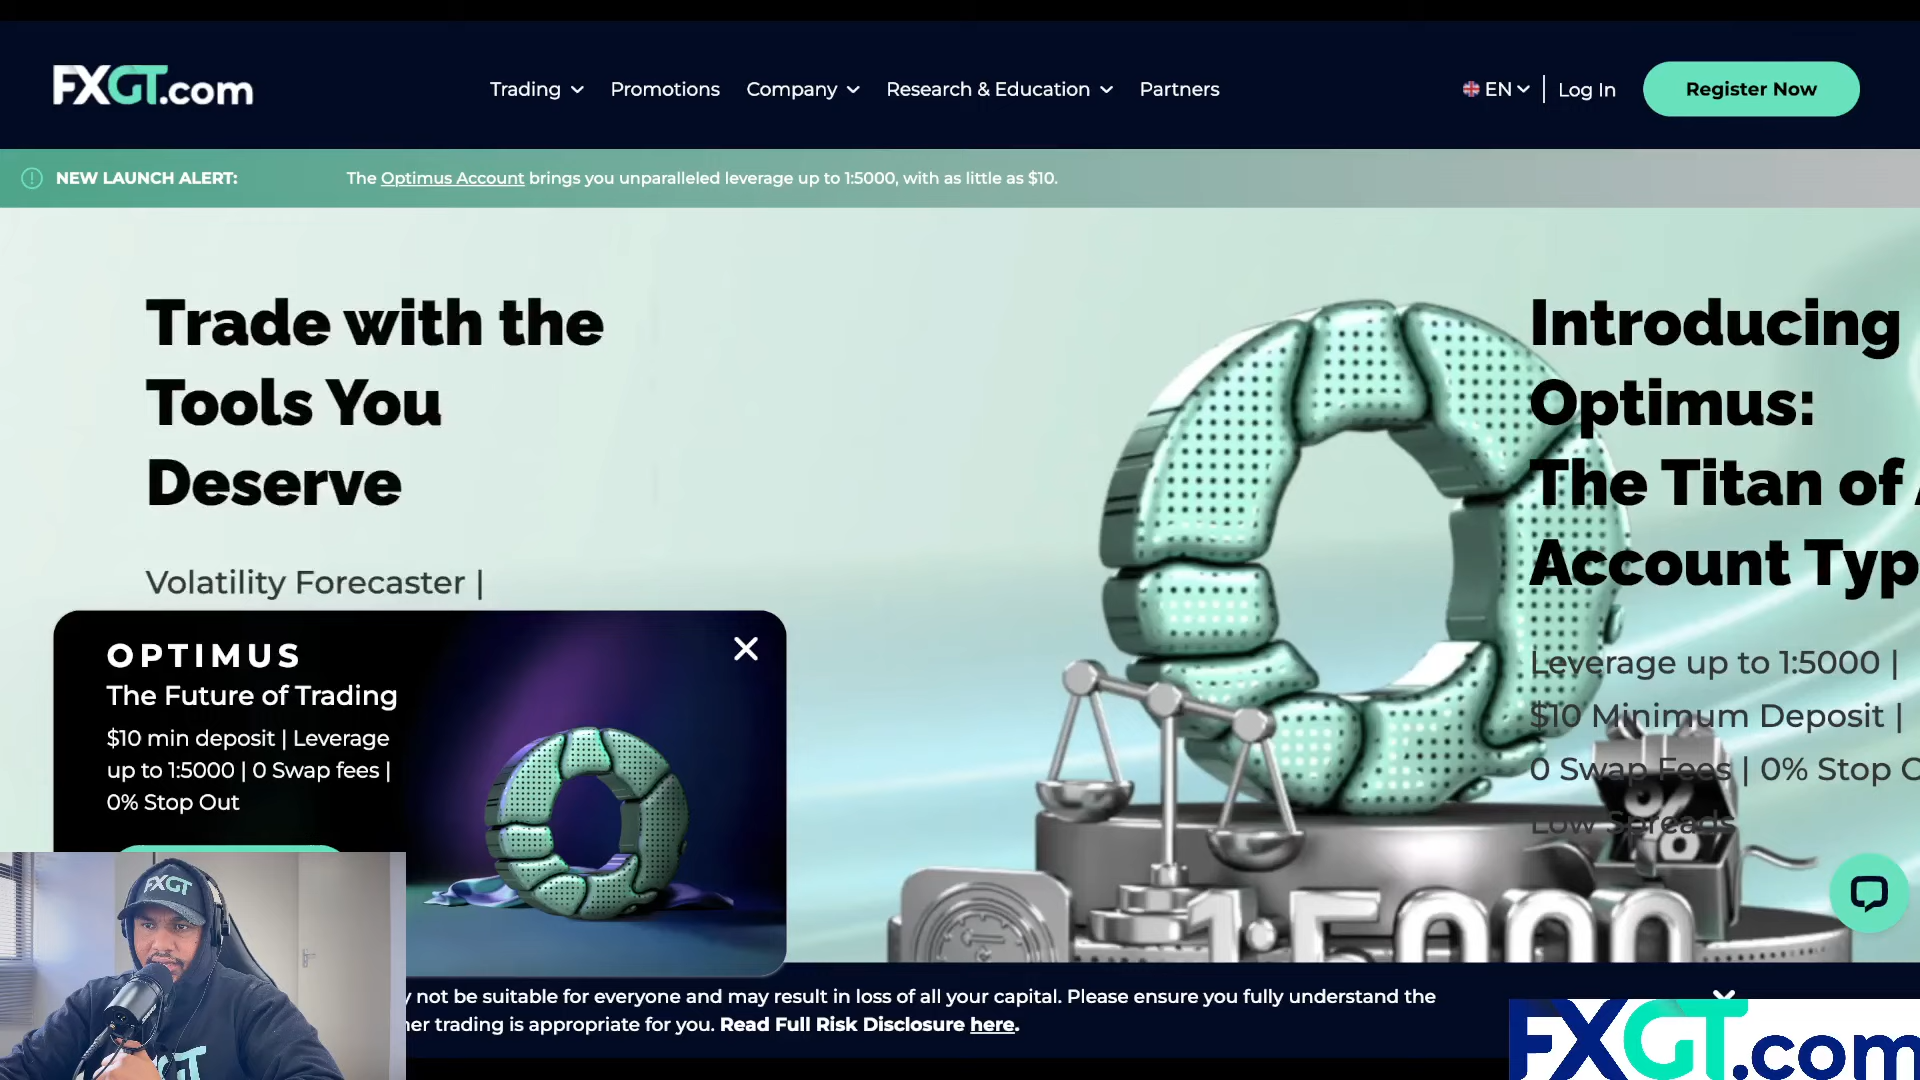 FXGT.com
Trading
Promotions
Company
Research & Education
Partners
EN
Log In
Register Now
NEW LAUNCH ALERT:
The Optimus Account brings you unparalleled leverage up to 1:5000, with as little as $10.
Trade with the
Tools You
Deserve
Volatility Forecaster |
Introducing
Optimus:
The Titan of
Account Typ
Leverage up to 1:5000 |
$10 Minimum Deposit |
0 Swap Fees | 0% Stop O
Low Spreads
%
1:5000
OPTIMUS
The Future of Trading
$10 min deposit | Leverage
up to 1:5000 | 0 Swap fees |
0% Stop Out
FXGT
not be suitable for everyone and may result in loss of all your capital. Please ensure you fully understand the
trading is appropriate for you. Read Full Risk Disclosure here.
FXGT.com